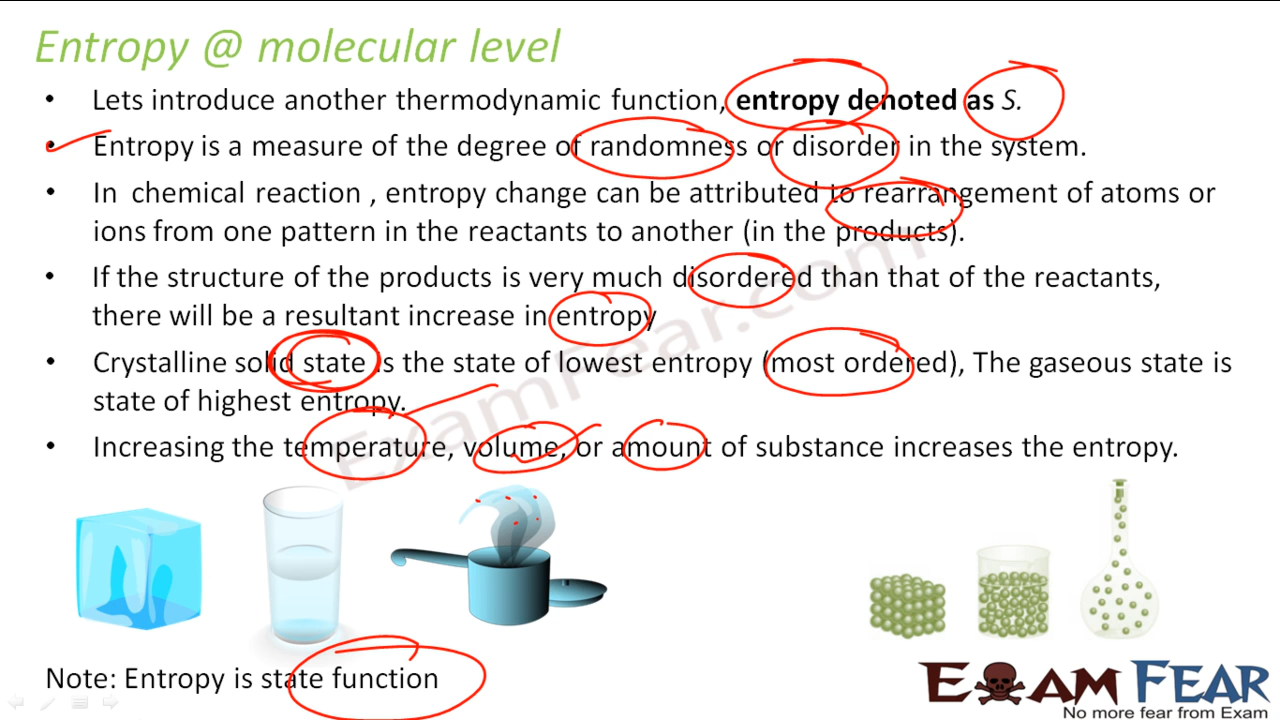 Entropy @ molecular level
• Lets introduce another thermodynamic function, entropy denoted as S.
• Entropy is a measure of the degree of randomness or disorder in the system.
• In chemical reaction , entropy change can be attributed to rearrangement of atoms or
ions from one pattern in the reactants to another (in the products).
• If the structure of the products is very much disordered than that of the reactants,
there will be a resultant increase in entropy
• Crystalline solid state is the state of lowest entropy (most ordered), The gaseous state is
state of highest entropy.
• Increasing the temperature, volume, or amount of substance increases the entropy.
ExamFear.com
Note: Entropy is state function
EXAM FEAR
No more fear from Exam